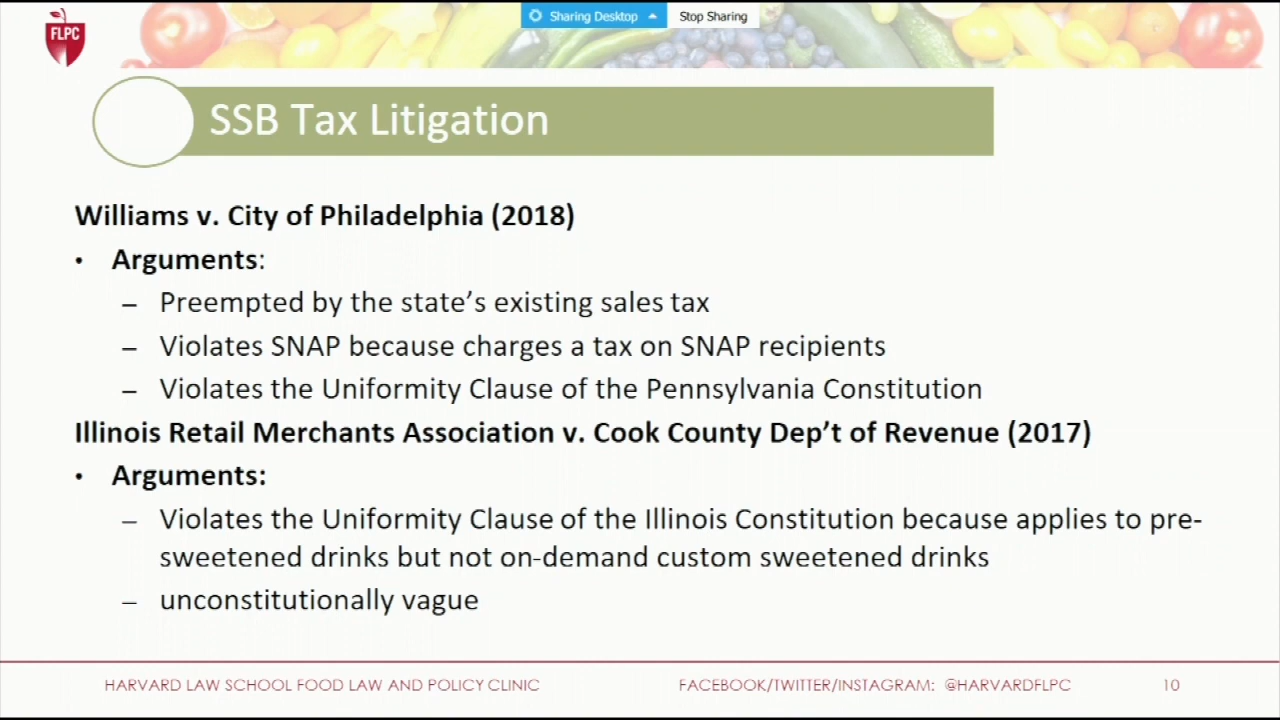 FLPC
Sharing Desktop
Stop Sharing
SSB Tax Litigation
Williams v. City of Philadelphia (2018)
• Arguments:
– Preempted by the state’s existing sales tax
– Violates SNAP because charges a tax on SNAP recipients
– Violates the Uniformity Clause of the Pennsylvania Constitution
Illinois Retail Merchants Association v. Cook County Dep’t of Revenue (2017)
• Arguments:
– Violates the Uniformity Clause of the Illinois Constitution because applies to pre-
sweetened drinks but not on-demand custom sweetened drinks
– unconstitutionally vague
HARVARD LAW SCHOOL FOOD LAW AND POLICY CLINIC
FACEBOOK/TWITTER/INSTAGRAM: @HARVARDFLPC
10